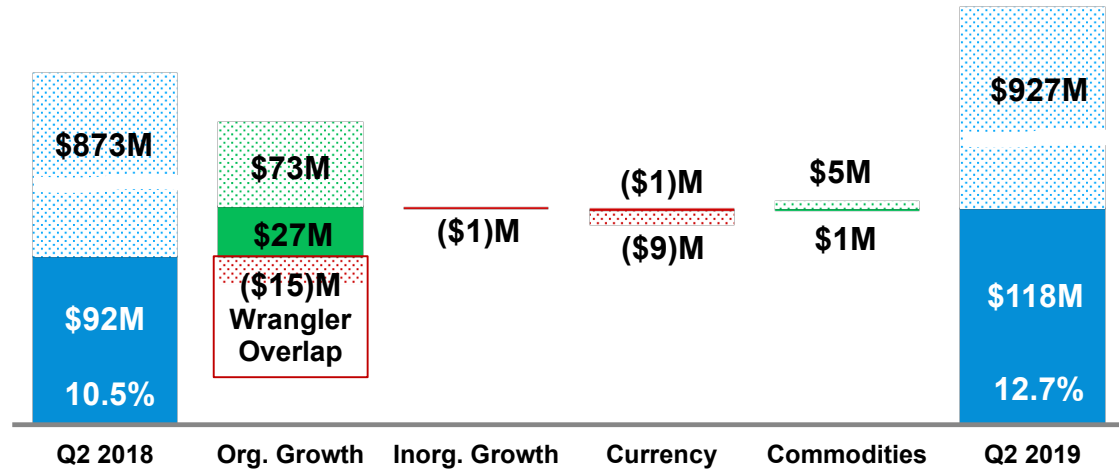 $873M
$92M
10.5%
$73M
$27M
($15)M
Wrangler
Overlap
($1)M
($1)M
($9)M
$5M
$1M
$927M
$118M
12.7%
Q2 2018
Org. Growth
Inorg. Growth
Currency
Commodities
Q2 2019